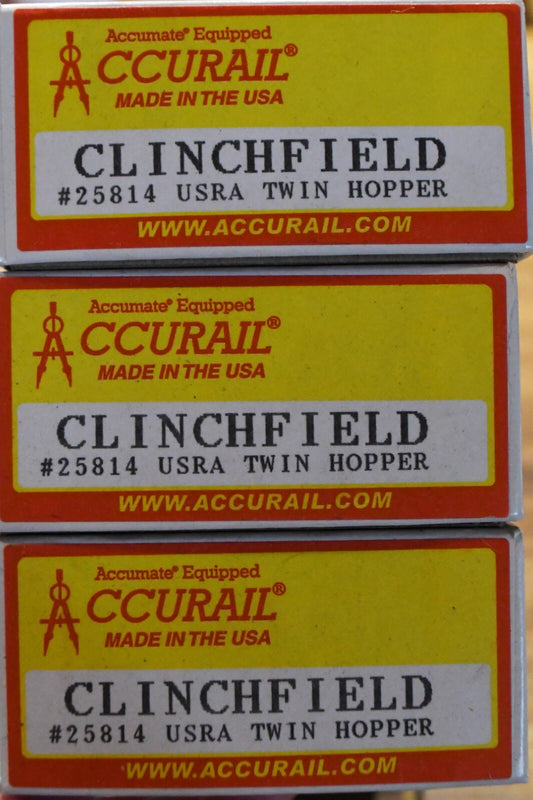 Accumate® Equipped
ACCURAIL®
MADE IN THE USA
CLINCHFIELD
#25814 USRA TWIN HOPPER
WWW.ACCURAIL.COM
Accumate® Equipped
ACCURAIL®
MADE IN THE USA
CLINCHFIELD
#25814 USRA TWIN HOPPER
WWW.ACCURAIL.COM
Accumate® Equipped
ACCURAIL®
MADE IN THE USA
CLINCHFIELD
#25814 USRA TWIN HOPPER
WWW.ACCURAIL.COM